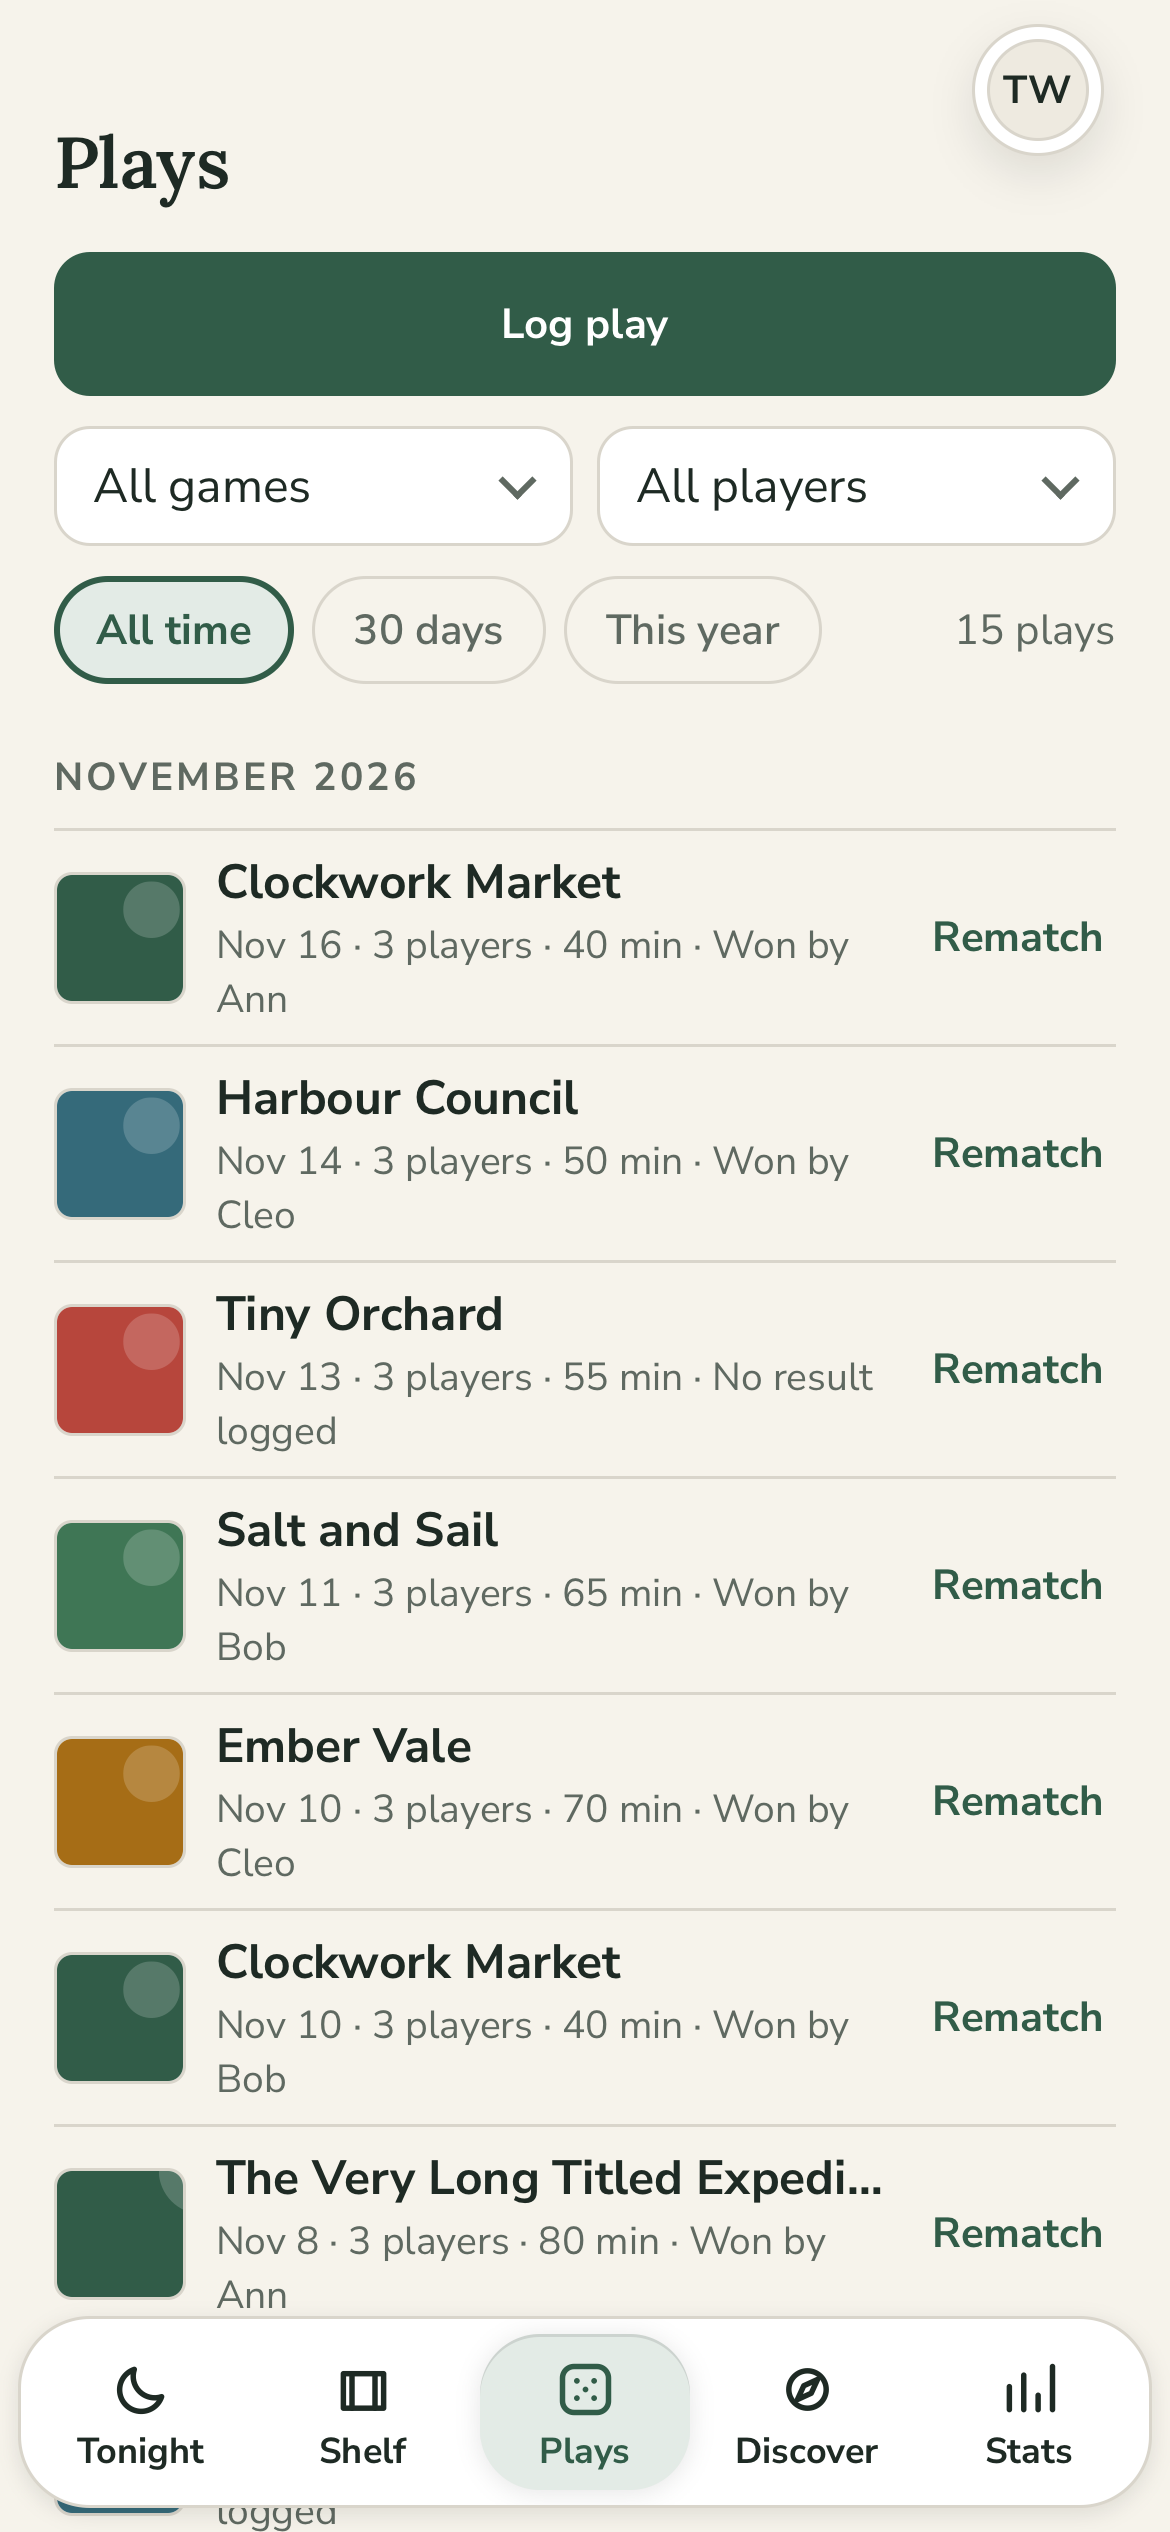 TW
Plays
Log play
All games
All players
All time
30 days
This year
15 plays
NOVEMBER 2026
Clockwork Market
Nov 16 · 3 players · 40 min · Won by
Ann
Rematch
Harbour Council
Nov 14 · 3 players · 50 min · Won by
Cleo
Rematch
Tiny Orchard
Nov 13 · 3 players · 55 min · No result
logged
Rematch
Salt and Sail
Nov 11 · 3 players · 65 min · Won by
Bob
Rematch
Ember Vale
Nov 10 · 3 players · 70 min · Won by
Cleo
Rematch
Clockwork Market
Nov 10 · 3 players · 40 min · Won by
Bob
Rematch
The Very Long Titled Expedi...
Nov 8 · 3 players · 80 min · Won by
Ann
Rematch
Tonight
Shelf
Plays
Discover
Stats
logged